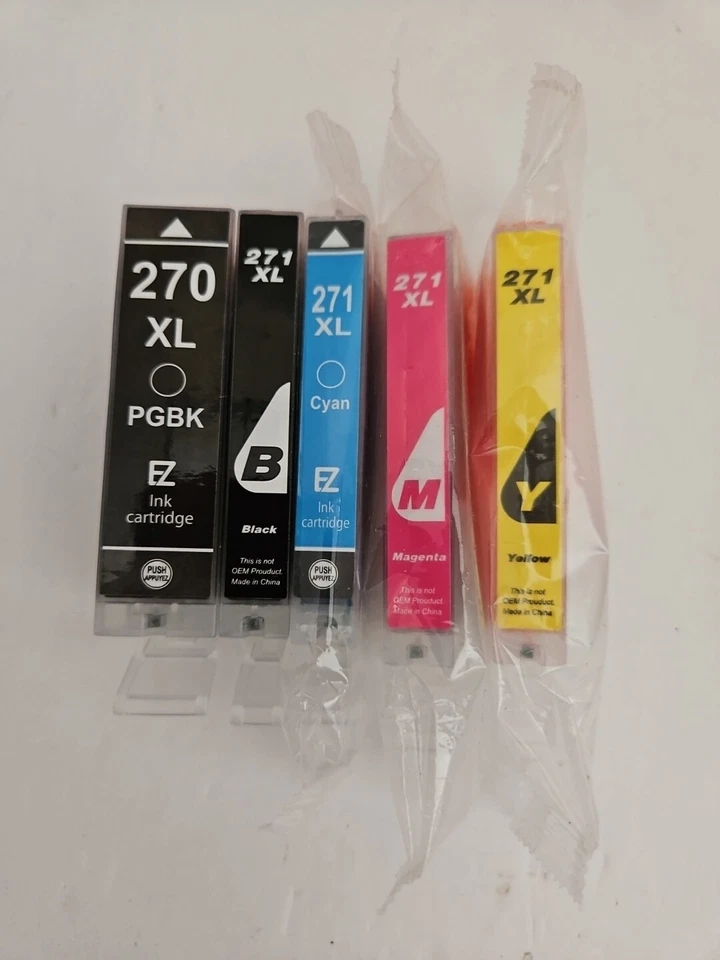 270
XL
PGBK
EZ
Ink
cartridge
PUSH
APPUYEZ
271
XL
B
Black
This is not
OEM Prouduct.
Made in China
271
XL
Cyan
EZ
Ink
cartridge
PUSH
APPUYEZ
271
XL
M
Magenta
This is not
OEM Prouduct.
Made in China
271
XL
Y
Yellow
This is not
OEM Prouduct.
Made in China